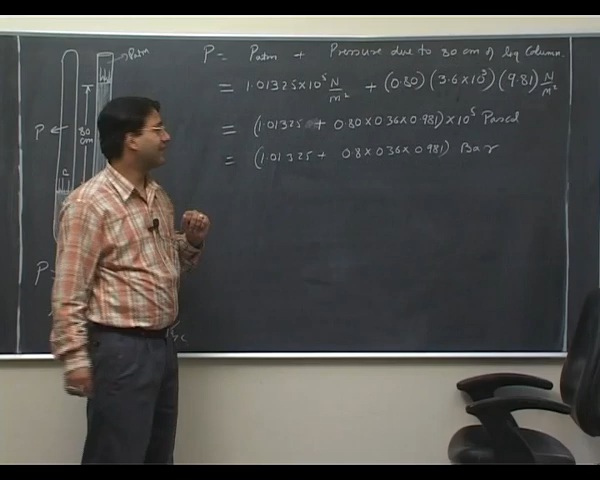 P = Patm + Pressure due to 80 cm of liq Column.
= 1.01325×10⁵ N/m² + (0.80) (3.6×10³) (9.81) N/m²
= (1.01325 + 0.80×0.36×0.981)×10⁵ Pascal
= (1.01325 + 0.8×0.36×0.981) Bar
Patm
P
80 cm
C
P=